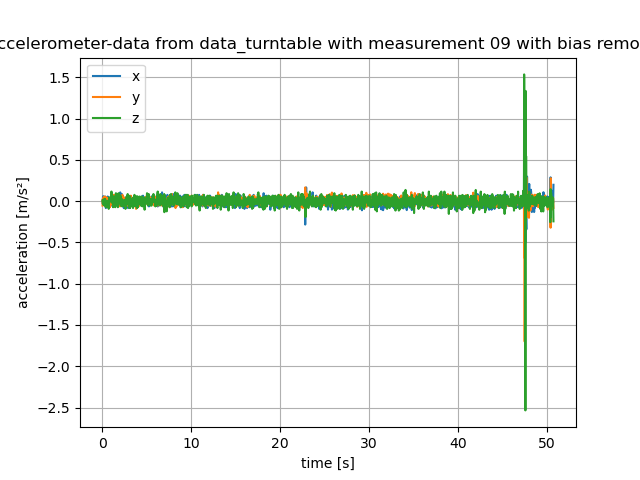 ccelerometer-data from data_turntable with measurement 09 with bias remo
x
y
z
1.5
1.0
0.5
0.0
−0.5
−1.0
−1.5
−2.0
−2.5
acceleration [m/s²]
0 10 20 30 40 50
time [s]